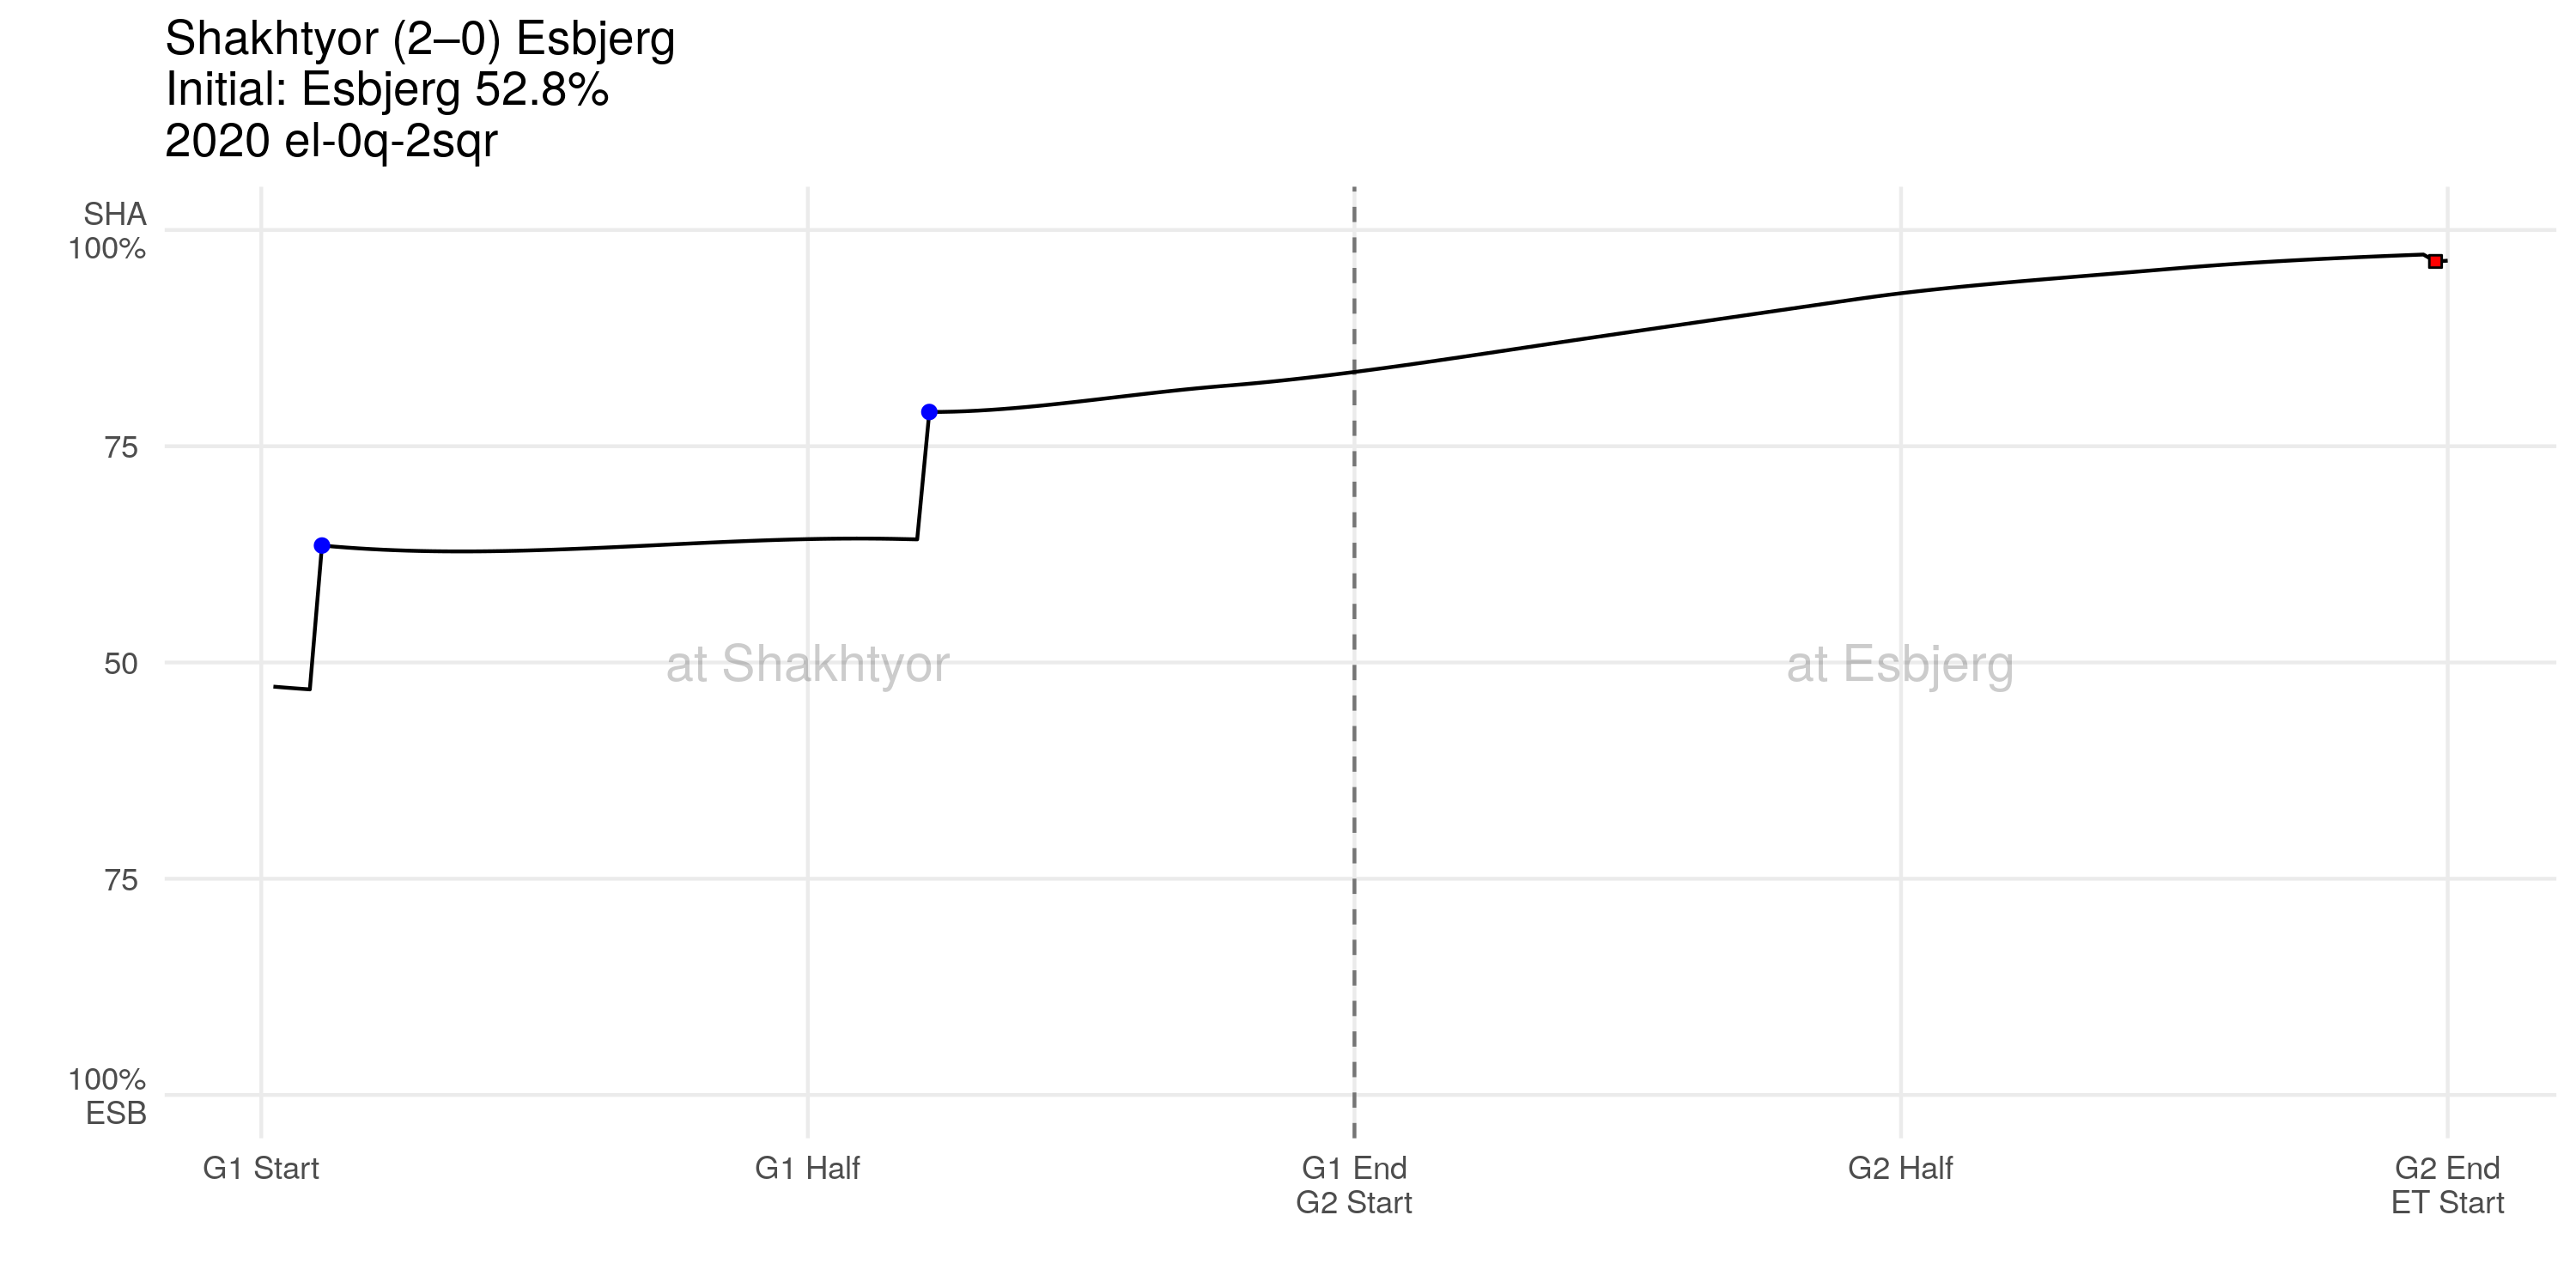 Shakhtyor (2–0) Esbjerg
Initial: Esbjerg 52.8%
2020 el-0q-2sqr
SHA
100%
75
50
75
100%
ESB
at Shakhtyor
at Esbjerg
G1 Start
G1 Half
G1 End
G2 Start
G2 Half
G2 End
ET Start